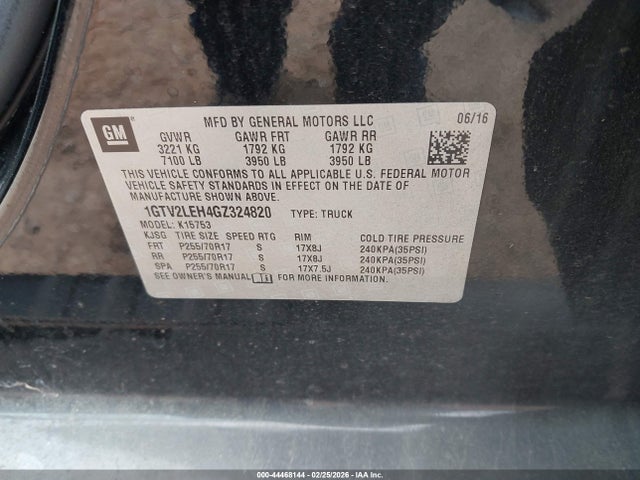 GM
MFD BY GENERAL MOTORS LLC 06/16
GVWR GAWR FRT GAWR RR
3221 KG 1792 KG 1792 KG
7100 LB 3950 LB 3950 LB
THIS VEHICLE CONFORMS TO ALL APPLICABLE U.S. FEDERAL MOTOR
VEHICLE SAFETY STANDARDS IN EFFECT ON THE DATE OF
MANUFACTURE SHOWN ABOVE.
1GTV2LEH4GZ324820 TYPE: TRUCK
MODEL: K15753
KJSG TIRE SIZE SPEED RTG RIM COLD TIRE PRESSURE
FRT P255/70R17 S 17X8J 240KPA(35PSI)
RR P255/70R17 S 17X8J 240KPA(35PSI)
SPA P255/70R17 S 17X7.5J 240KPA(35PSI)
SEE OWNER'S MANUAL FOR ADDITIONAL INFORMATION.
000-44468144 - 02/25/2026 - IAAI.COM